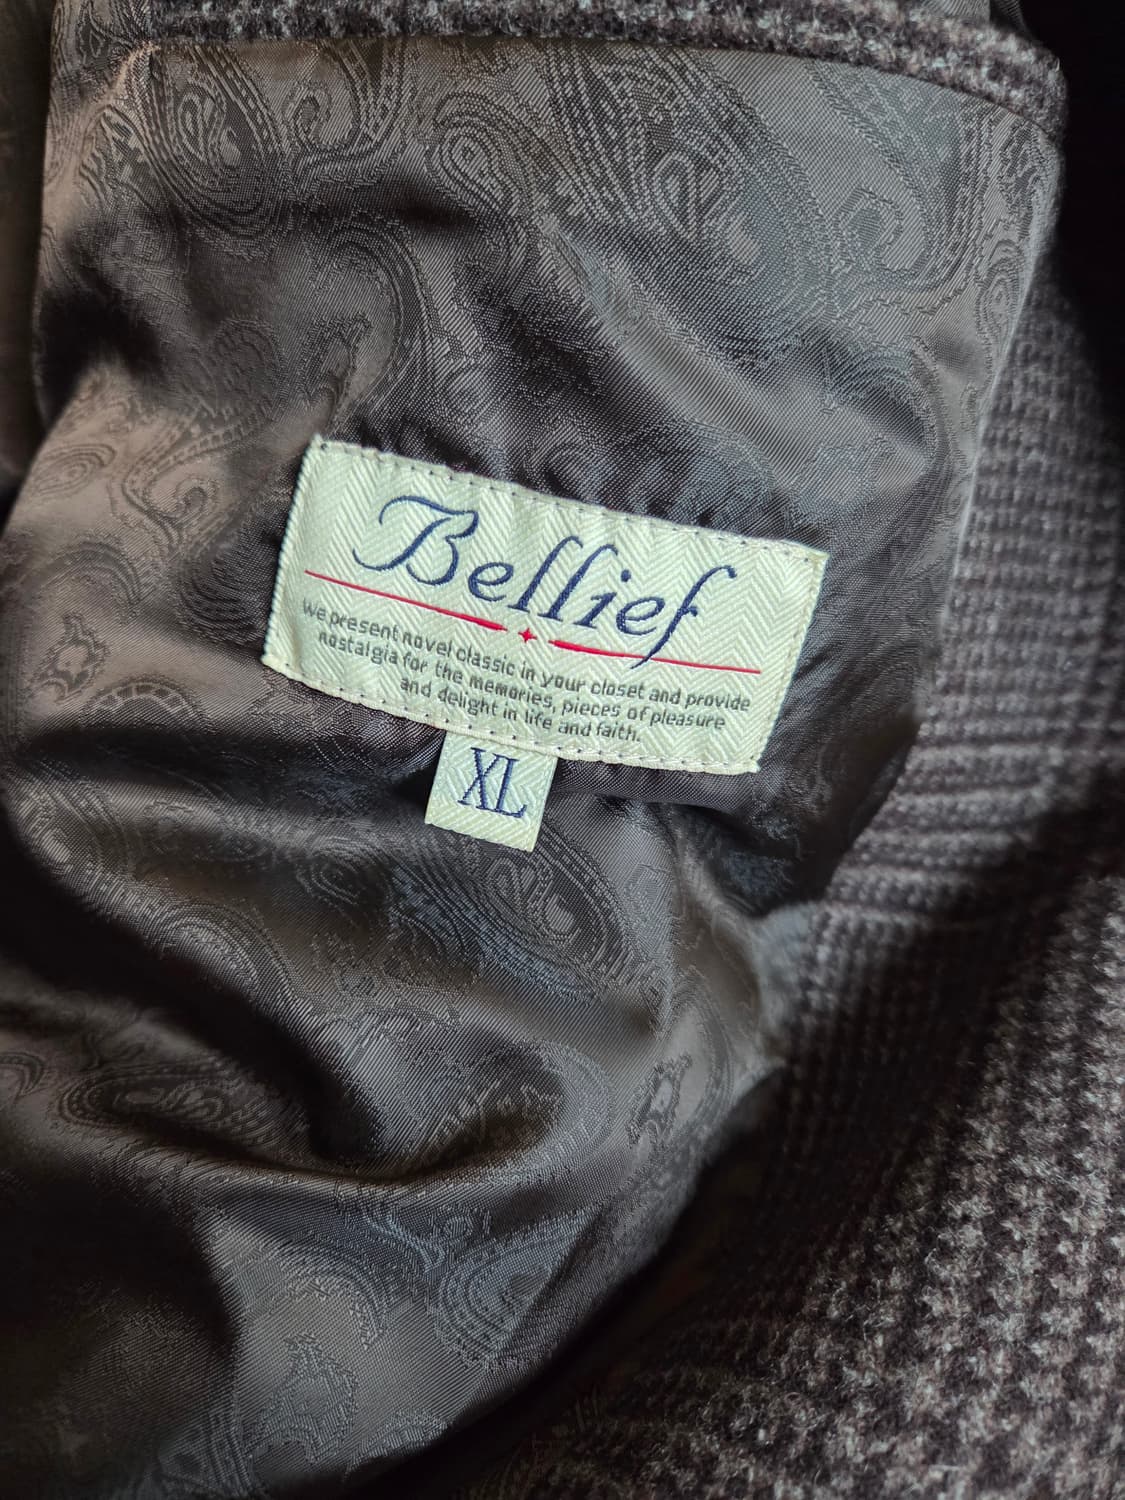 Bellief
We present novel classic in your closet and provide
nostalgia for the memories, pieces of pleasure
and delight in life and faith.
XL